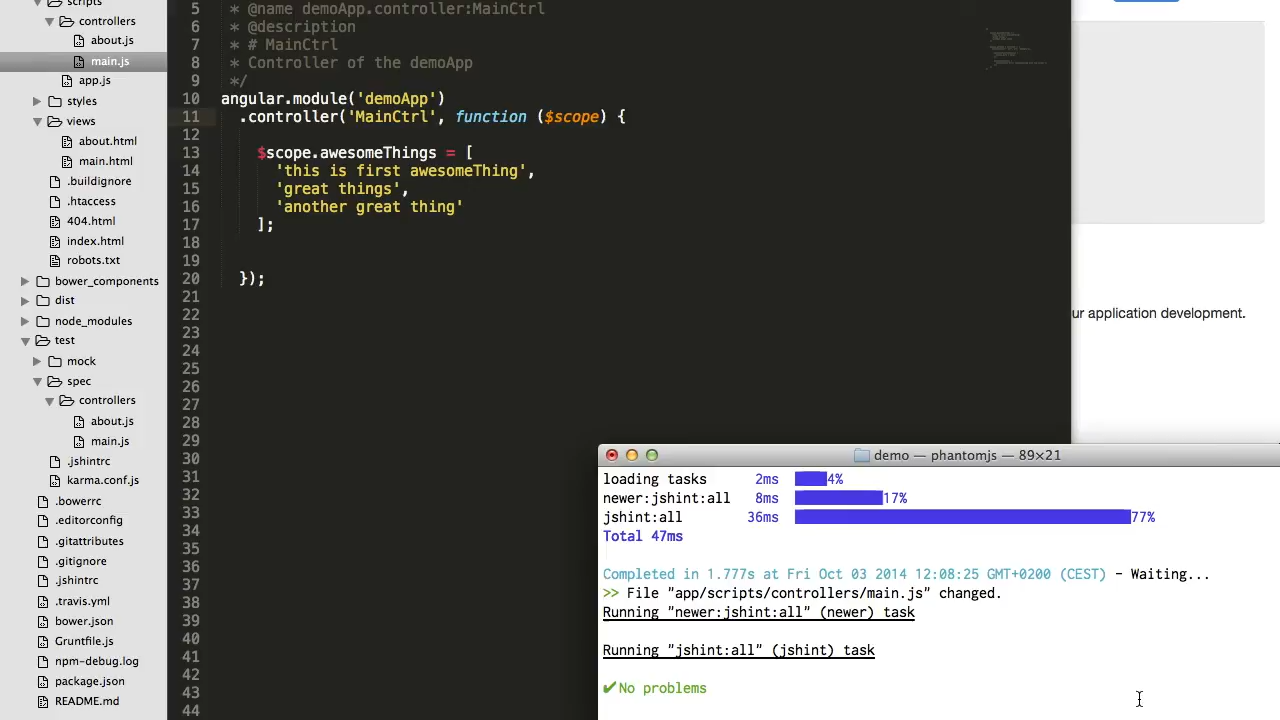 scripts
controllers
about.js
main.js
app.js
styles
views
about.html
main.html
.buildignore
.htaccess
404.html
index.html
robots.txt
bower_components
dist
node_modules
test
mock
spec
controllers
about.js
main.js
.jshintrc
karma.conf.js
.bowerrc
.editorconfig
.gitattributes
.gitignore
.jshintrc
.travis.yml
bower.json
Gruntfile.js
npm-debug.log
package.json
README.md
5 * @name demoApp.controller:MainCtrl
6 * @description
7 * # MainCtrl
8 * Controller of the demoApp
9 */
10 angular.module('demoApp')
11 .controller('MainCtrl', function ($scope) {
12
13 $scope.awesomeThings = [
14 'this is first awesomeThing',
15 'great things',
16 'another great thing'
17 ];
18
19
20 });
21
22
23
24
25
26
27
28
29
30
31
32
33
34
35
36
37
38
39
40
41
42
43
44
ur application development.
demo — phantomjs — 89×21
loading tasks 2ms 4%
newer:jshint:all 8ms 17%
jshint:all 36ms 77%
Total 47ms
Completed in 1.777s at Fri Oct 03 2014 12:08:25 GMT+0200 (CEST) - Waiting...
>> File "app/scripts/controllers/main.js" changed.
Running "newer:jshint:all" (newer) task
Running "jshint:all" (jshint) task
✔No problems